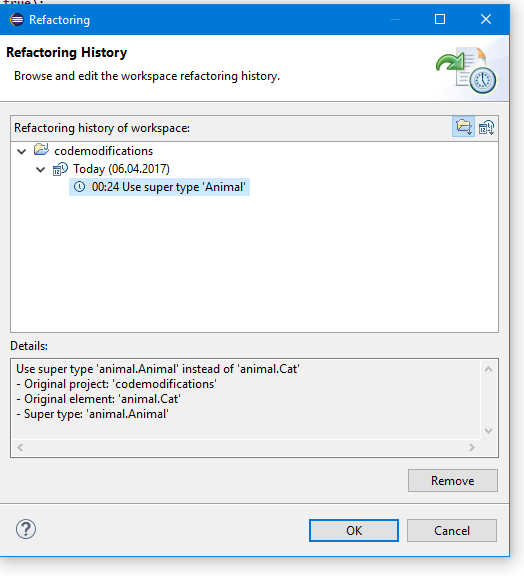 true);
Refactoring
Refactoring History
Browse and edit the workspace refactoring history.
Refactoring history of workspace:
codemodifications
Today (06.04.2017)
00:24 Use super type 'Animal'
Details:
Use super type 'animal.Animal' instead of 'animal.Cat'
- Original project: 'codemodifications'
- Original element: 'animal.Cat'
- Super type: 'animal.Animal'
Remove
OK
Cancel